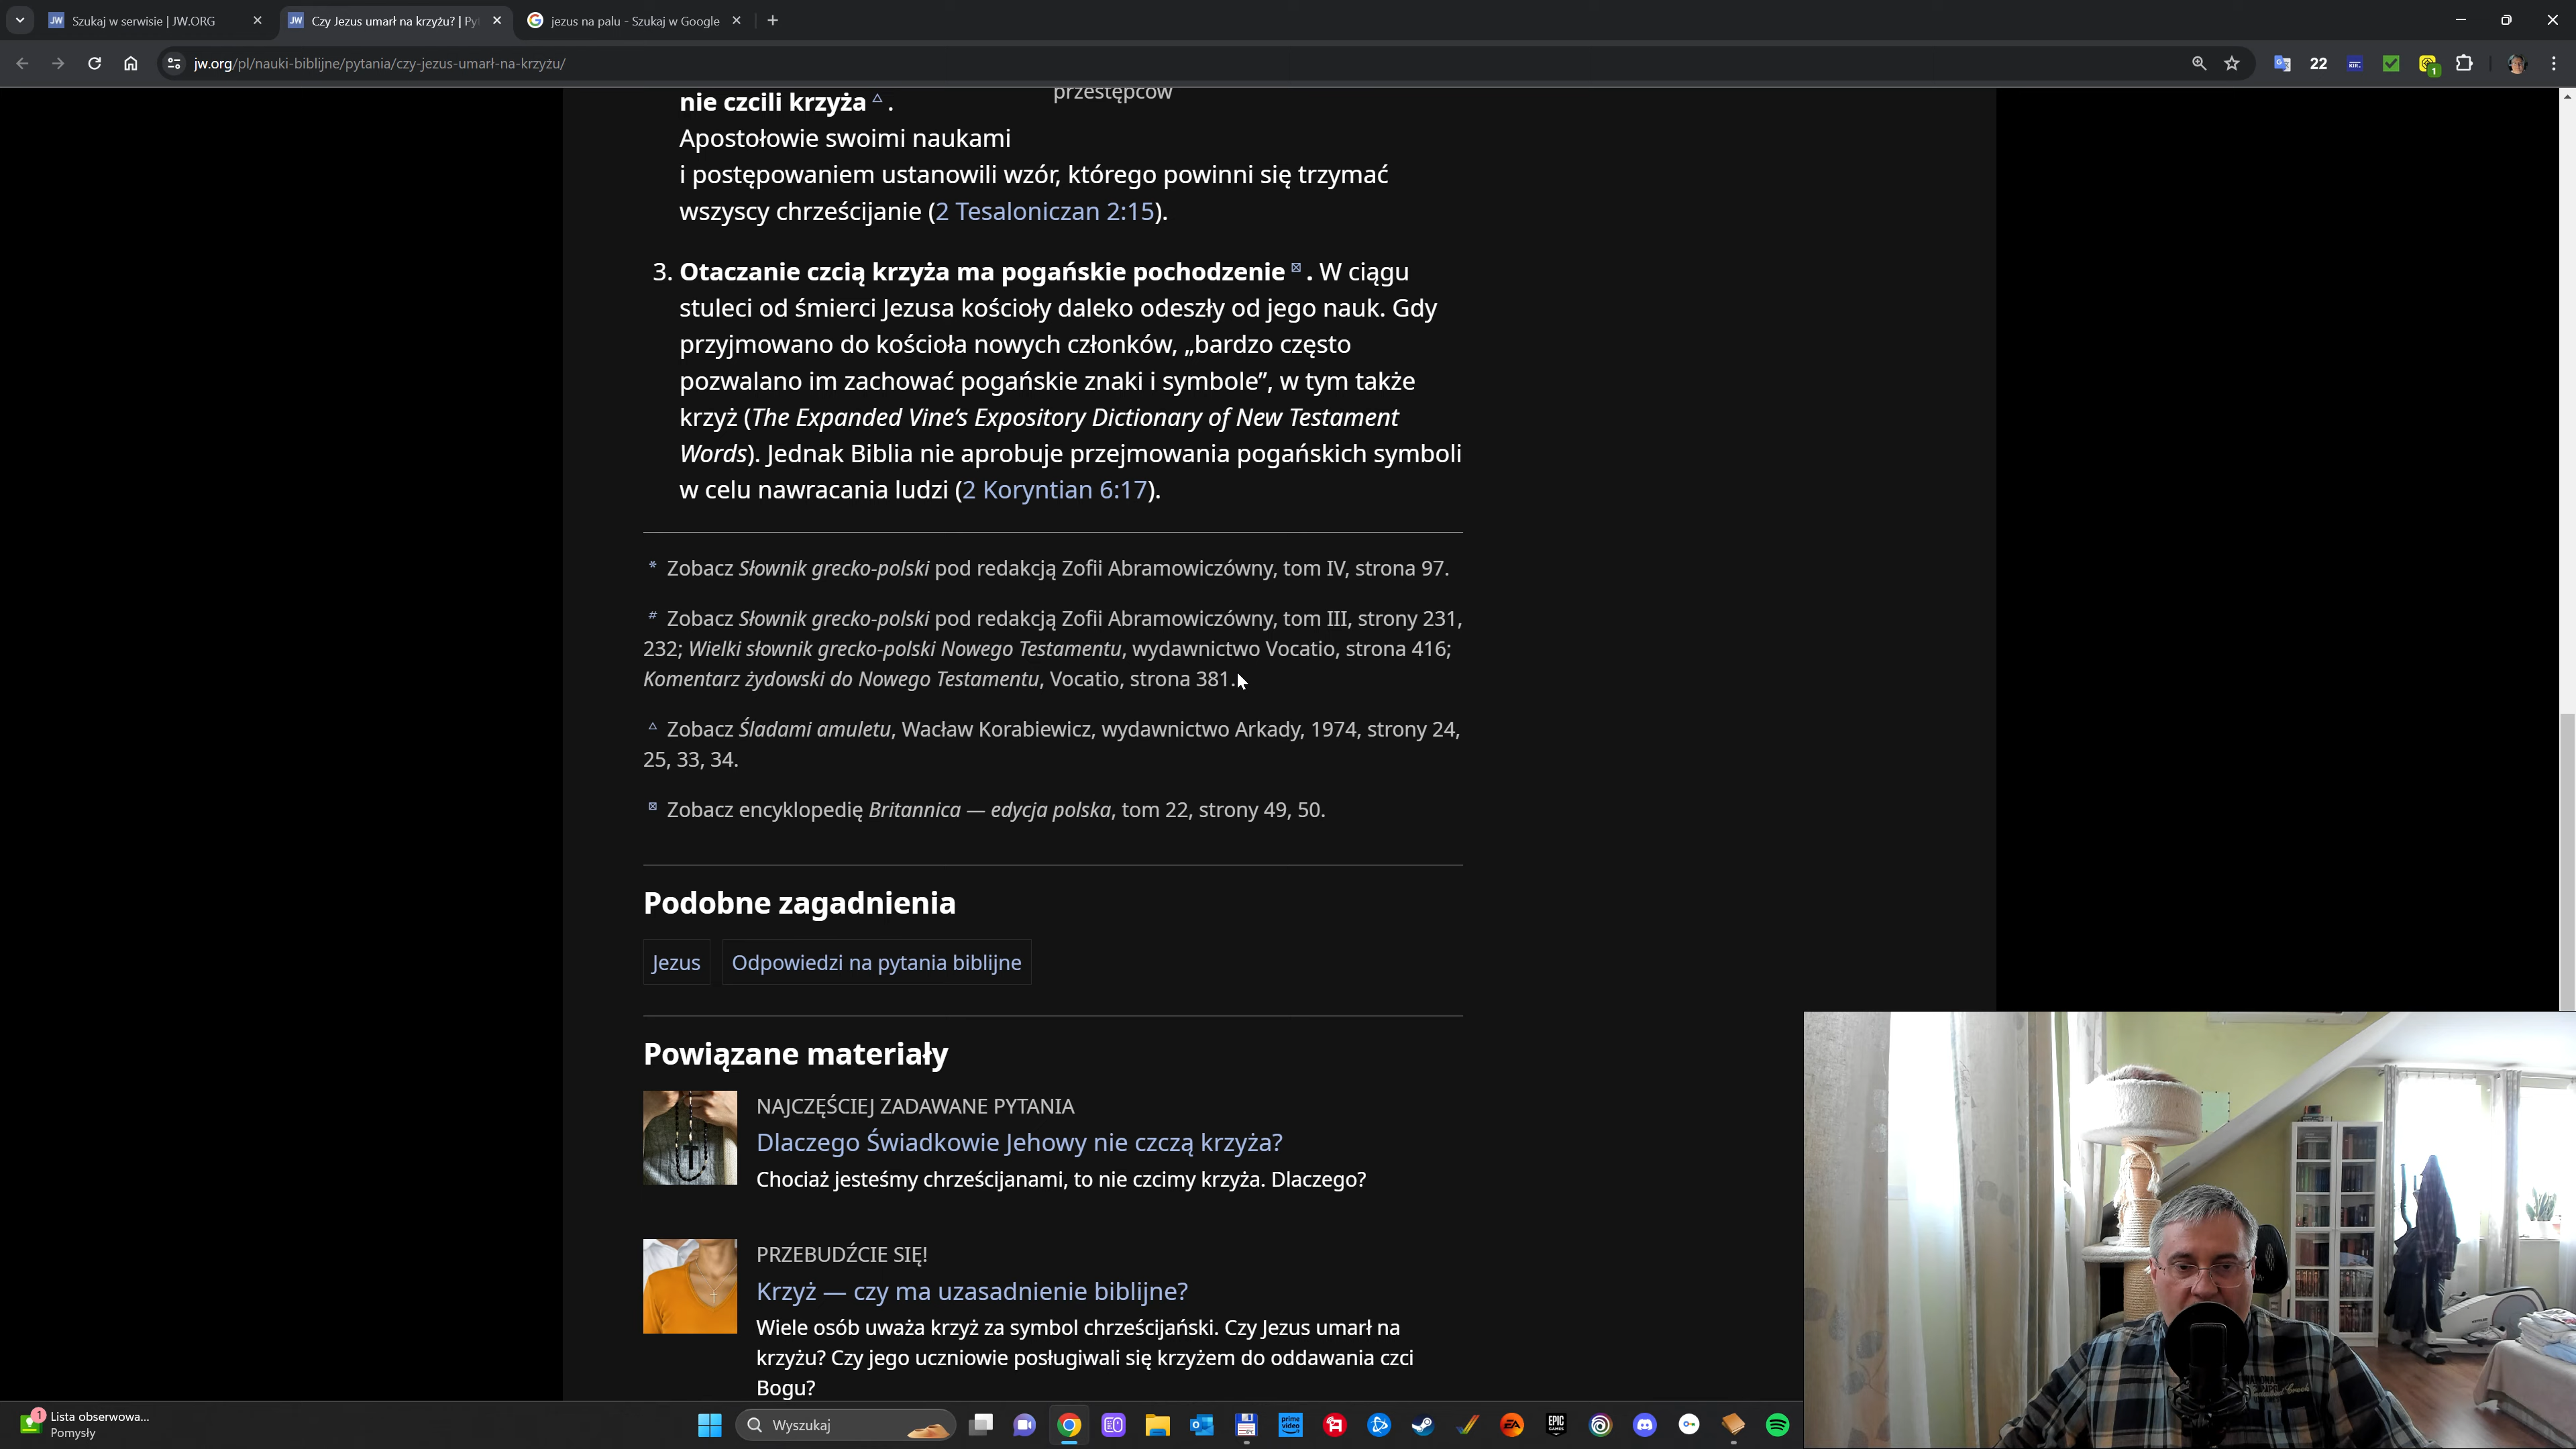 Szukaj w serwisie | JW.ORG
Czy Jezus umarł na krzyżu? | Py
jezus na palu - Szukaj w Google
jw.org/pl/nauki-biblijne/pytania/czy-jezus-umarł-na-krzyżu/
22
1
nie czcili krzyża △ .
przestępców
Apostołowie swoimi naukami
i postępowaniem ustanowili wzór, którego powinni się trzymać
wszyscy chrześcijanie (2 Tesaloniczan 2:15).
3. Otaczanie czcią krzyża ma pogańskie pochodzenie ⊠ . W ciągu
stuleci od śmierci Jezusa kościoły daleko odeszły od jego nauk. Gdy
przyjmowano do kościoła nowych członków, „bardzo często
pozwalano im zachować pogańskie znaki i symbole”, w tym także
krzyż (The Expanded Vine’s Expository Dictionary of New Testament
Words). Jednak Biblia nie aprobuje przejmowania pogańskich symboli
w celu nawracania ludzi (2 Koryntian 6:17).
* Zobacz Słownik grecko-polski pod redakcją Zofii Abramowiczówny, tom IV, strona 97.
# Zobacz Słownik grecko-polski pod redakcją Zofii Abramowiczówny, tom III, strony 231,
232; Wielki słownik grecko-polski Nowego Testamentu, wydawnictwo Vocatio, strona 416;
Komentarz żydowski do Nowego Testamentu, Vocatio, strona 381.
△ Zobacz Śladami amuletu, Wacław Korabiewicz, wydawnictwo Arkady, 1974, strony 24,
25, 33, 34.
⊠ Zobacz encyklopedię Britannica — edycja polska, tom 22, strony 49, 50.
Podobne zagadnienia
Jezus
Odpowiedzi na pytania biblijne
Powiązane materiały
NAJCZĘŚCIEJ ZADAWANE PYTANIA
Dlaczego Świadkowie Jehowy nie czczą krzyża?
Chociaż jesteśmy chrześcijanami, to nie czcimy krzyża. Dlaczego?
PRZEBUDŹCIE SIĘ!
Krzyż — czy ma uzasadnienie biblijne?
Wiele osób uważa krzyż za symbol chrześcijański. Czy Jezus umarł na
krzyżu? Czy jego uczniowie posługiwali się krzyżem do oddawania czci
Bogu?
1
Lista obserwowa...
Pomysły
Wyszukaj
prime video
EA
EPIC GAMES